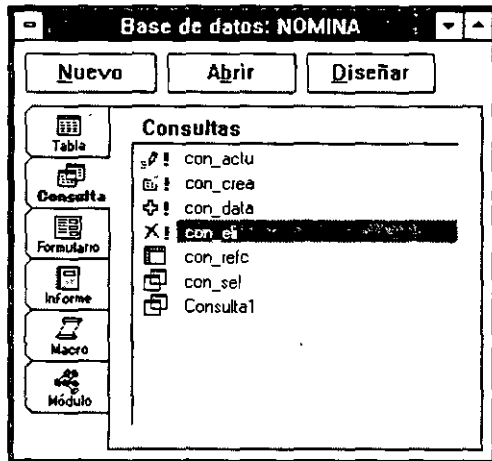 Base de datos: NOMINA
Nuevo Abrir Diseñar
Tabla
Consulta
Formulario
Informe
Macro
Módulo
Consultas
con_actu
con_crea
con_data
con_el
con_refc
con_sel
Consulta1